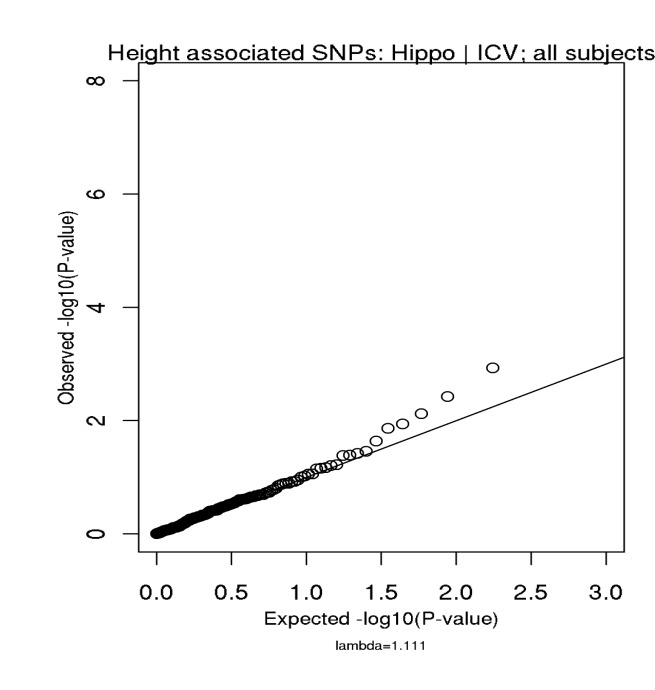 Height associated SNPs: Hippo | ICV; all subjects
Observed -log10(P-value)
8
6
4
2
0
0.0 0.5 1.0 1.5 2.0 2.5 3.0
Expected -log10(P-value)
lambda=1.111